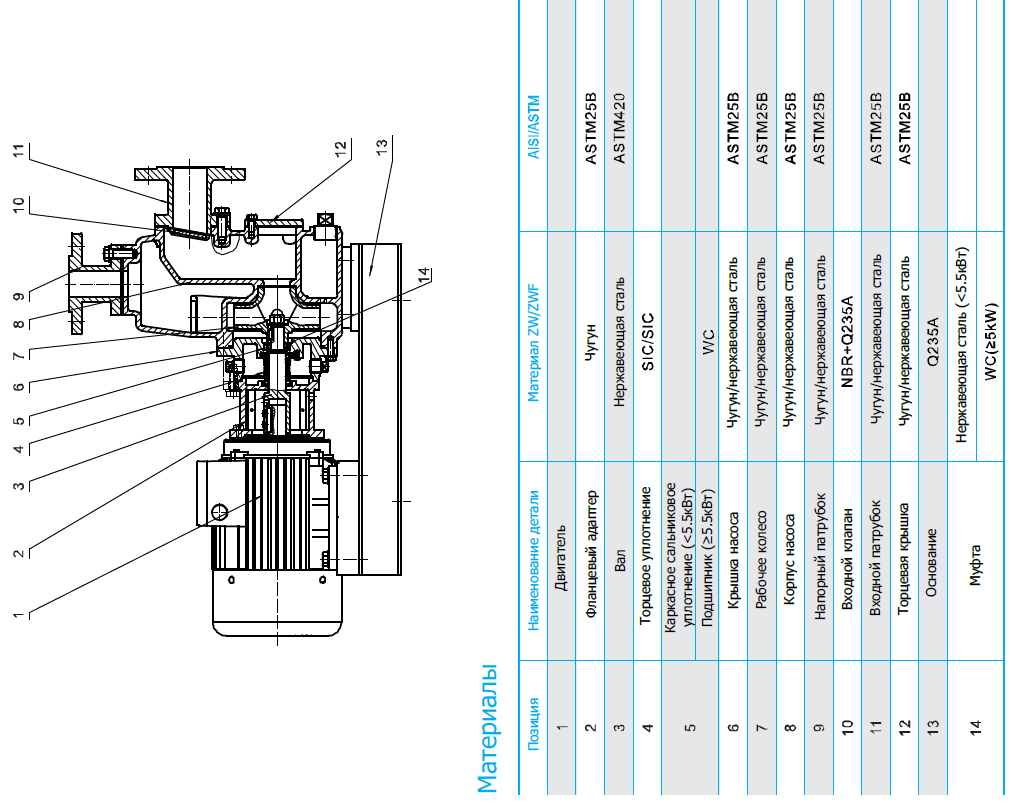 11
10
9
8
7
6
5
4
3
2
1
12
13
14
Материалы
Позиция Наименование детали Материал ZW/ZWF AISI/ASTM
1 Двигатель
2 Фланцевый адаптер Чугун ASTM25B
3 Вал Нержавеющая сталь ASTM420
4 Торцевое уплотнение SIC/SIC
5 Каркасное сальниковое
уплотнение (<5.5кВт)
Подшипник (≥5.5кВт) WC
6 Крышка насоса Чугун/нержавеющая сталь ASTM25B
7 Рабочее колесо Чугун/нержавеющая сталь ASTM25B
8 Корпус насоса Чугун/нержавеющая сталь ASTM25B
9 Напорный патрубок Чугун/нержавеющая сталь ASTM25B
10 Входной клапан NBR+Q235A
11 Входной патрубок Чугун/нержавеющая сталь ASTM25B
12 Торцевая крышка Чугун/нержавеющая сталь ASTM25B
13 Основание Q235A
14 Муфта Нержавеющая сталь (<5.5кВт)
WC(≥5kW)